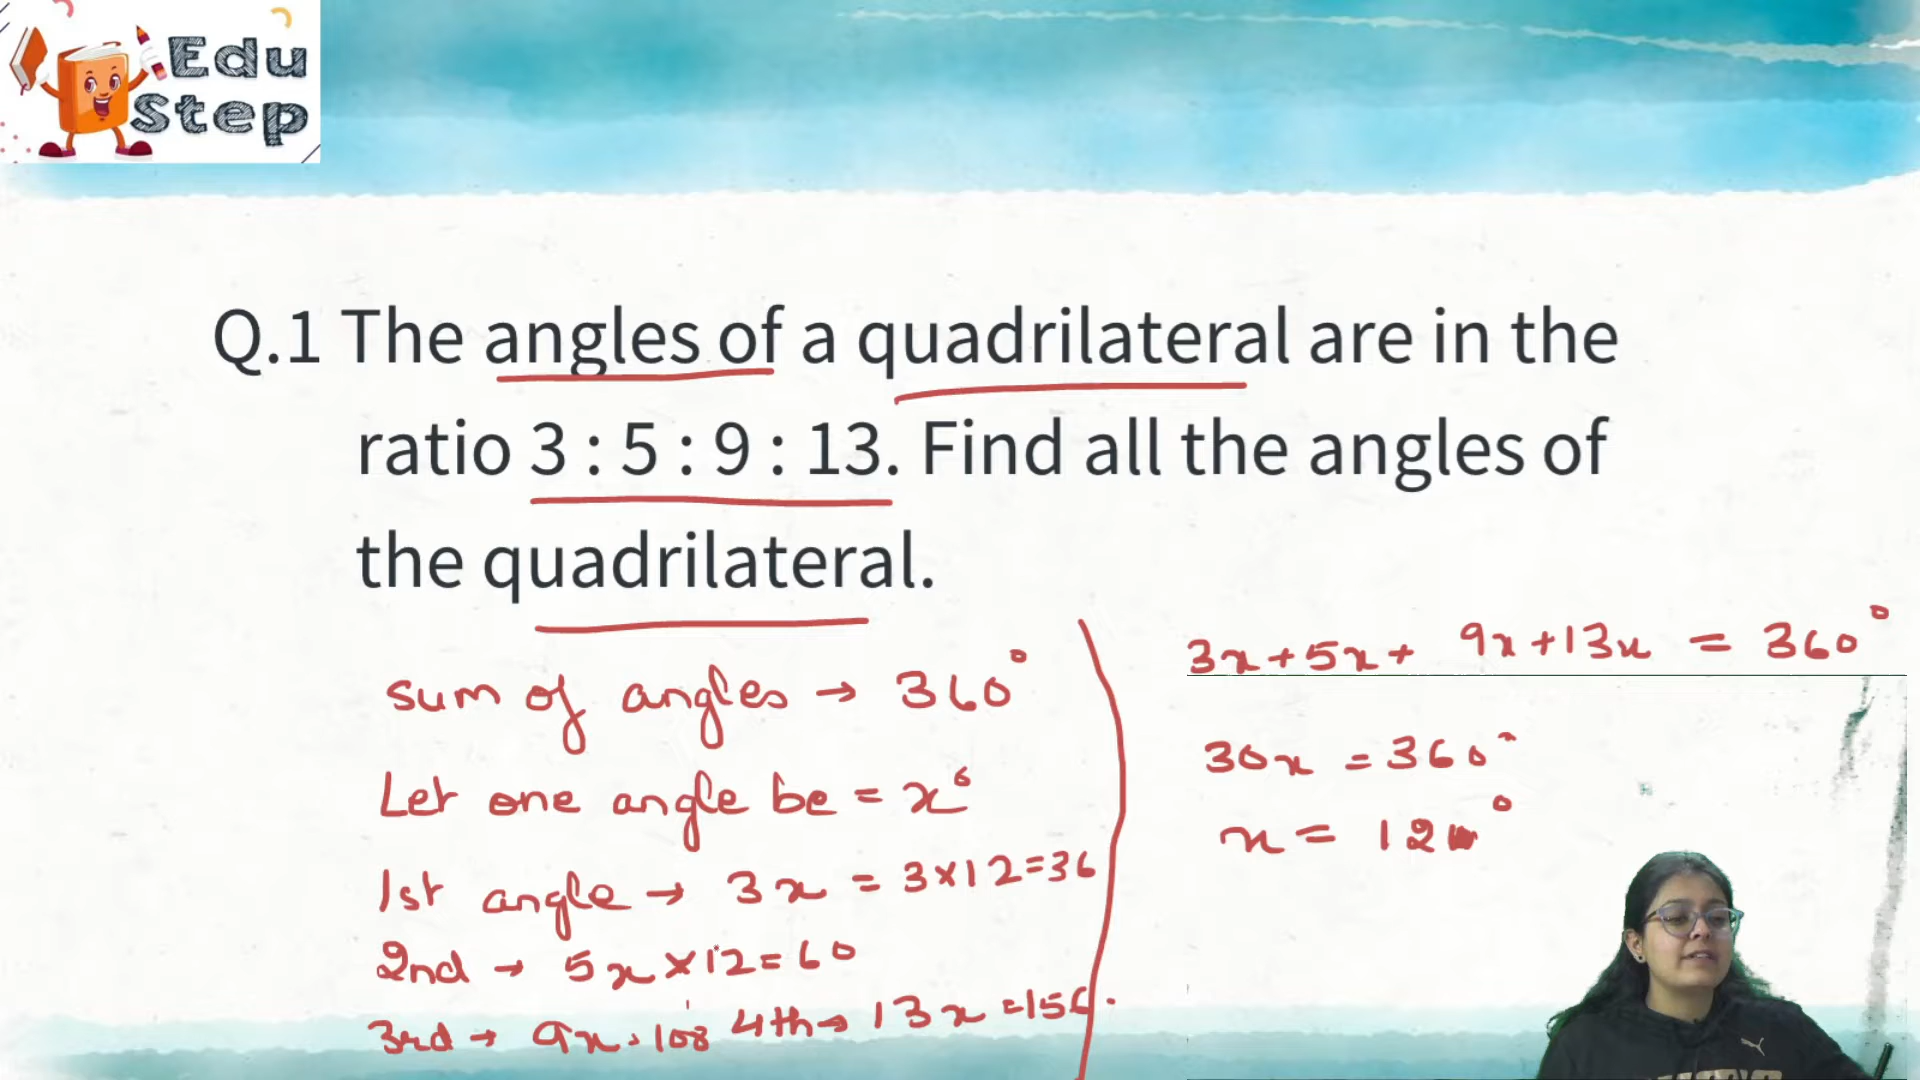 Edu
Step
Q.1 The angles of a quadrilateral are in the
ratio 3 : 5 : 9 : 13. Find all the angles of
the quadrilateral.
sum of angles → 360°
Let one angle be = x°
1st angle → 3x = 3×12=36
2nd → 5x ×12=60
3rd → 9x = 108 4th → 13x =156
3x+5x+ 9x+13x = 360°
30x = 360°
x = 12°